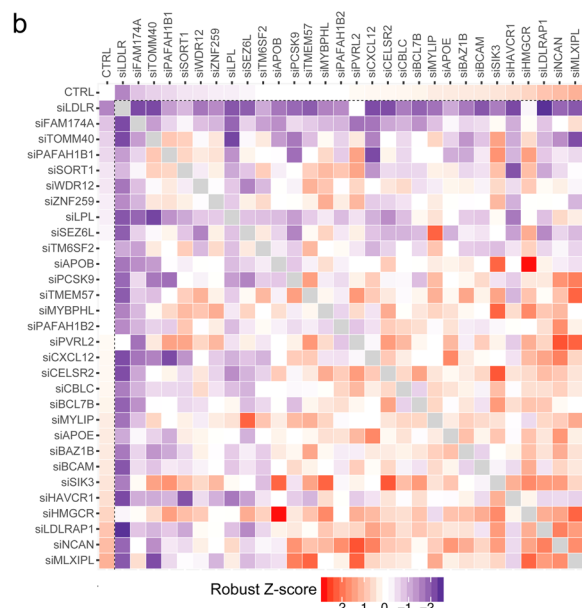 b
CTRL
siLDLR
siFAM174A
siTOMM40
siPAFAH1B1
siSORT1
siWDR12
siZNF259
siLPL
siSEZ6L
siTM6SF2
siAPOB
siPCSK9
siTMEM57
siMYBPHL
siPAFAH1B2
siPVRL2
siCXCL12
siCELSR2
siCBLC
siBCL7B
siMYLIP
siAPOE
siBAZ1B
siBCAM
siSIK3
siHAVCR1
siHMGCR
siLDLRAP1
siNCAN
siMLXIPL
CTRL
siLDLR
siFAM174A
siTOMM40
siPAFAH1B1
siSORT1
siWDR12
siZNF259
siLPL
siSEZ6L
siTM6SF2
siAPOB
siPCSK9
siTMEM57
siMYBPHL
siPAFAH1B2
siPVRL2
siCXCL12
siCELSR2
siCBLC
siBCL7B
siMYLIP
siAPOE
siBAZ1B
siBCAM
siSIK3
siHAVCR1
siHMGCR
siLDLRAP1
siNCAN
siMLXIPL
Robust Z-score